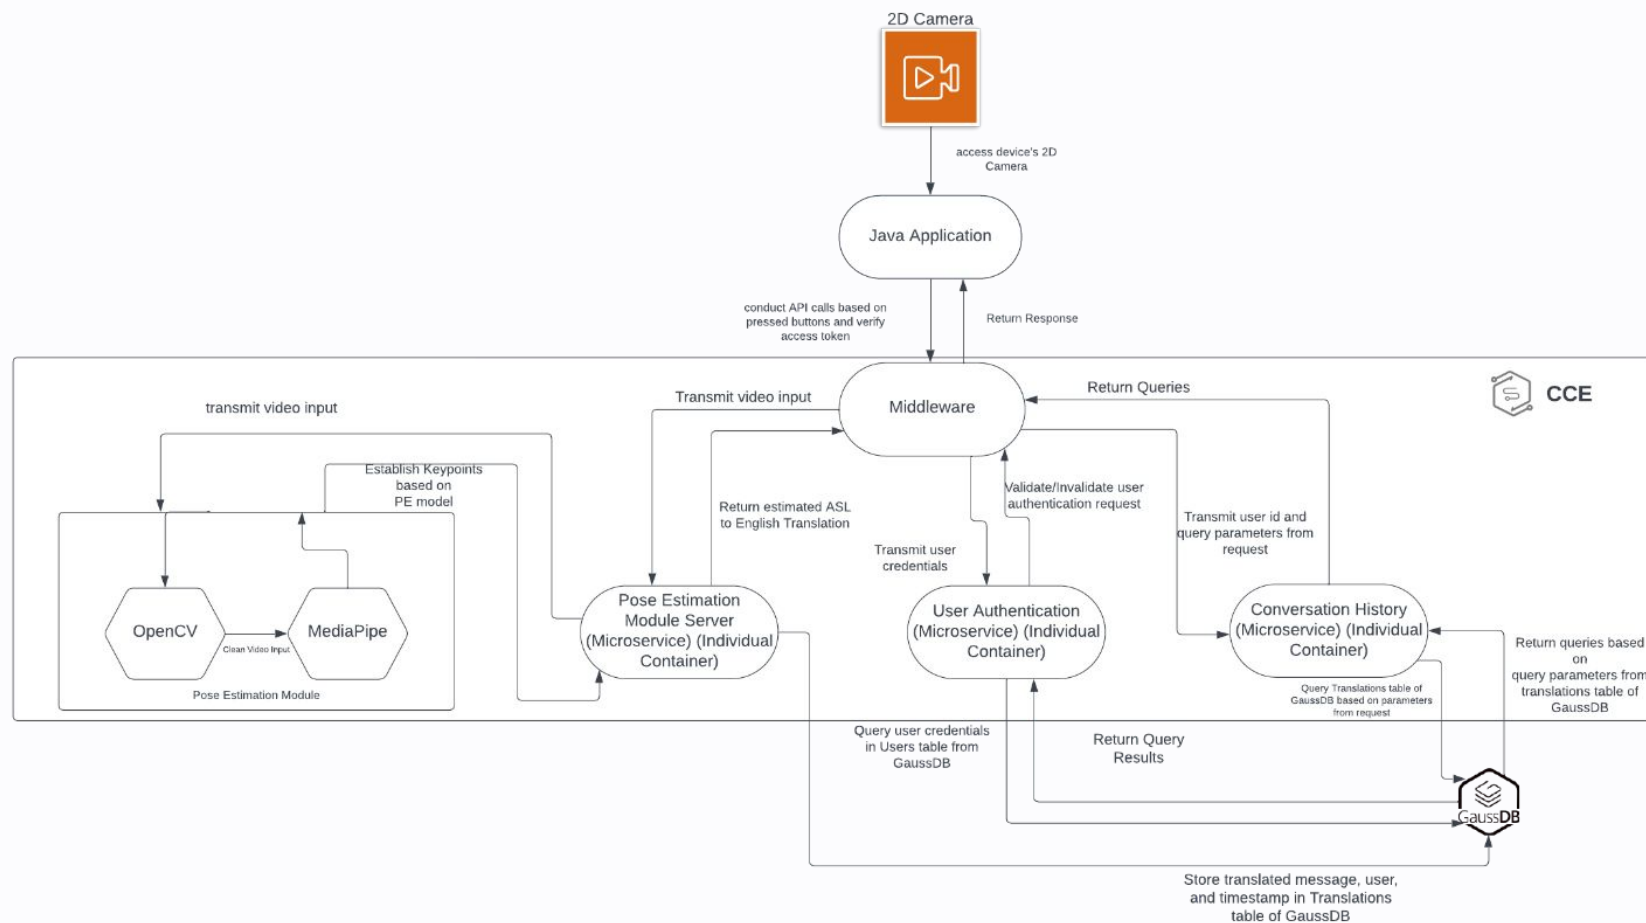 2D Camera
access device's 2D
Camera
Java Application
conduct API calls based on
pressed buttons and verify
access token
Return Response
CCE
Middleware
Return Queries
Transmit video input
transmit video input
Establish Keypoints
based on
PE model
Return estimated ASL
to English Translation
Validate/Invalidate user
authentication request
Transmit user
credentials
Transmit user id and
query parameters from
request
OpenCV
Clean Video Input
MediaPipe
Pose Estimation Module
Pose Estimation
Module Server
(Microservice) (Individual
Container)
User Authentication
(Microservice) (Individual
Container)
Conversation History
(Microservice) (Individual
Container)
Return queries based
on
query parameters from
translations table of
GaussDB
Query Translations table of
GaussDB based on parameters
from request
Query user credentials
in Users table from
GaussDB
Return Query
Results
GaussDB
Store translated message, user,
and timestamp in Translations
table of GaussDB